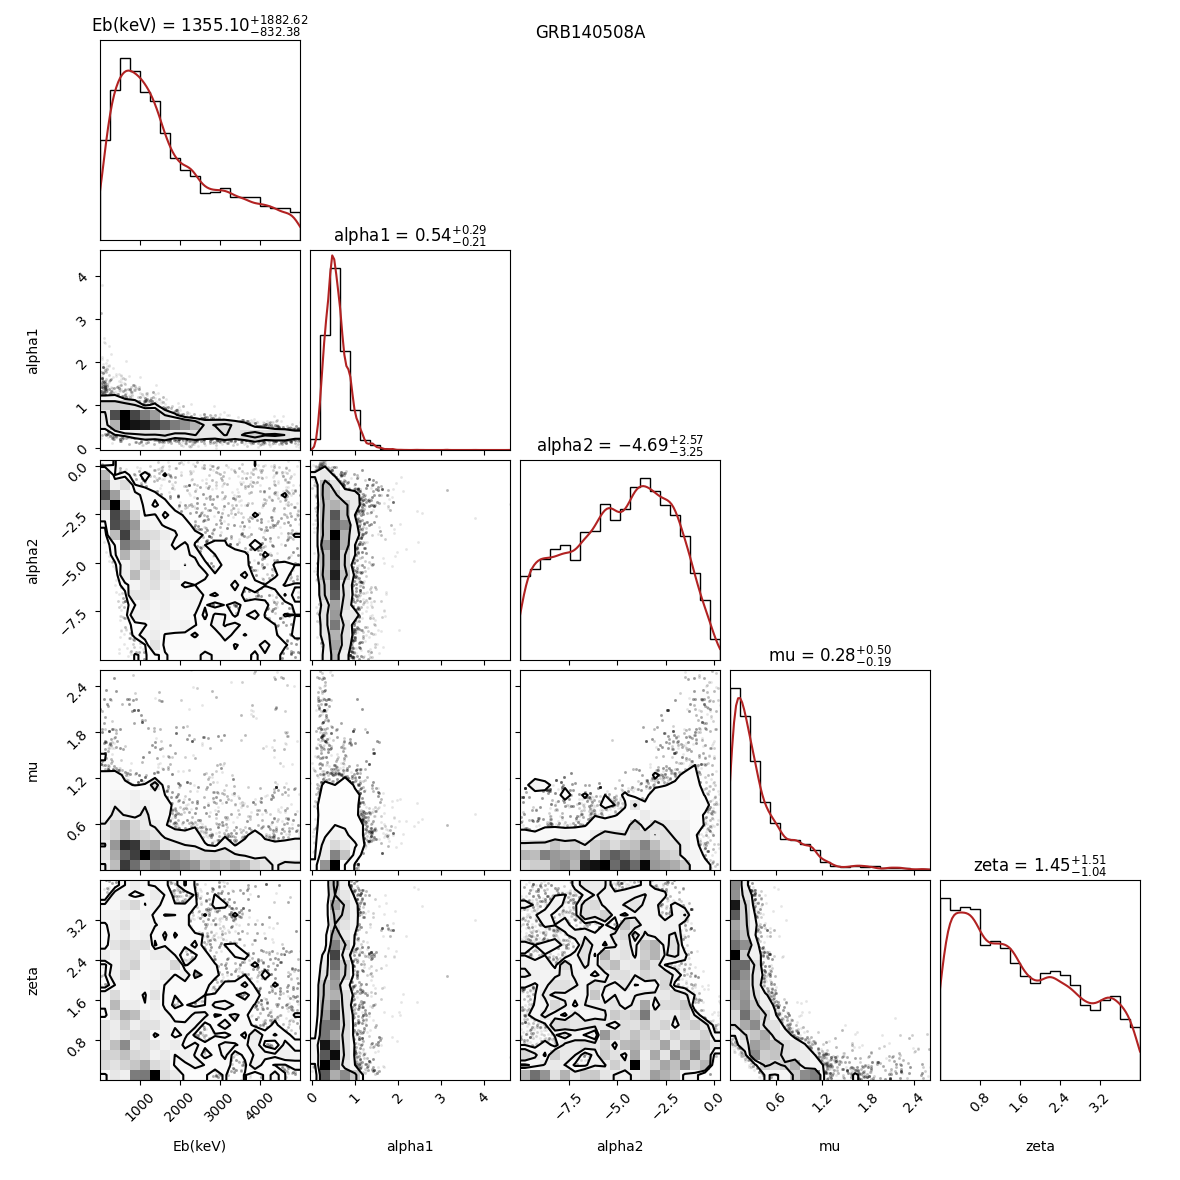 GRB140508A
Eb(keV) = 1355.10+1882.62 −832.38
alpha1 = 0.54+0.29 −0.21
alpha1
4
3
2
1
0
alpha2 = −4.69+2.57 −3.25
alpha2
0.0
−2.5
−5.0
−7.5
mu = 0.28+0.50 −0.19
mu
2.4
1.8
1.2
0.6
zeta = 1.45+1.51 −1.04
zeta
3.2
2.4
1.6
0.8
1000 2000 3000 4000
0 1 2 3 4
−7.5 −5.0 −2.5 0.0
0.6 1.2 1.8 2.4
0.8 1.6 2.4 3.2
Eb(keV)
alpha1
alpha2
mu
zeta